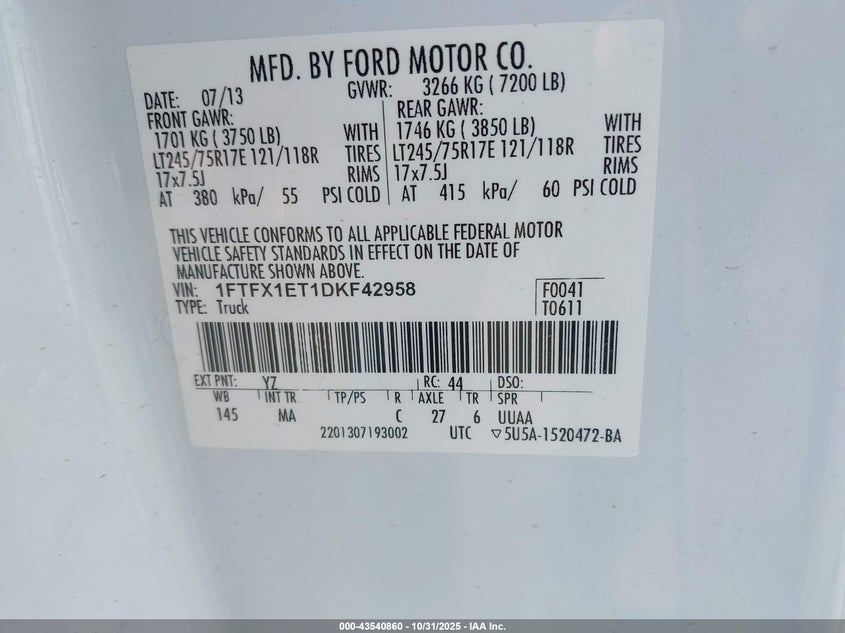 MFD. BY FORD MOTOR CO.
DATE: 07/13 GVWR: 3266 KG ( 7200 LB)
FRONT GAWR: REAR GAWR:
1701 KG ( 3750 LB) WITH 1746 KG ( 3850 LB) WITH
LT245/75R17E 121/118R TIRES LT245/75R17E 121/118R TIRES
17x7.5J RIMS 17x7.5J RIMS
AT 380 kPa/ 55 PSI COLD AT 415 kPa/ 60 PSI COLD
THIS VEHICLE CONFORMS TO ALL APPLICABLE FEDERAL MOTOR
VEHICLE SAFETY STANDARDS IN EFFECT ON THE DATE OF
MANUFACTURE SHOWN ABOVE.
VIN: 1FTFX1ET1DKF42958 F0041
TYPE: Truck T0611
EXT PNT: YZ RC: 44 DSO:
WB INT TR TP/PS R AXLE TR SPR
145 MA C 27 6 UUAA
2201307193002 UTC ▽5U5A-1520472-BA
000-43540860 - 10/31/2025 - IAA Inc.